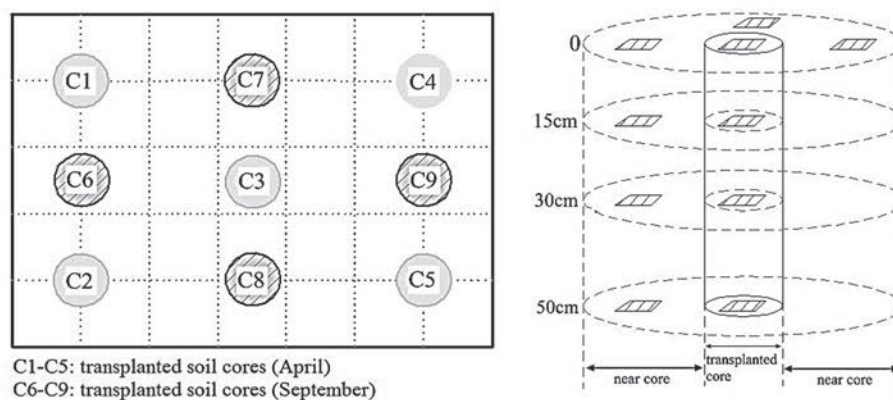 C1 C7 C4
C6 C3 C9
C2 C8 C5
C1-C5: transplanted soil cores (April)
C6-C9: transplanted soil cores (September)
0
15cm
30cm
50cm
near core
transplanted
core
near core